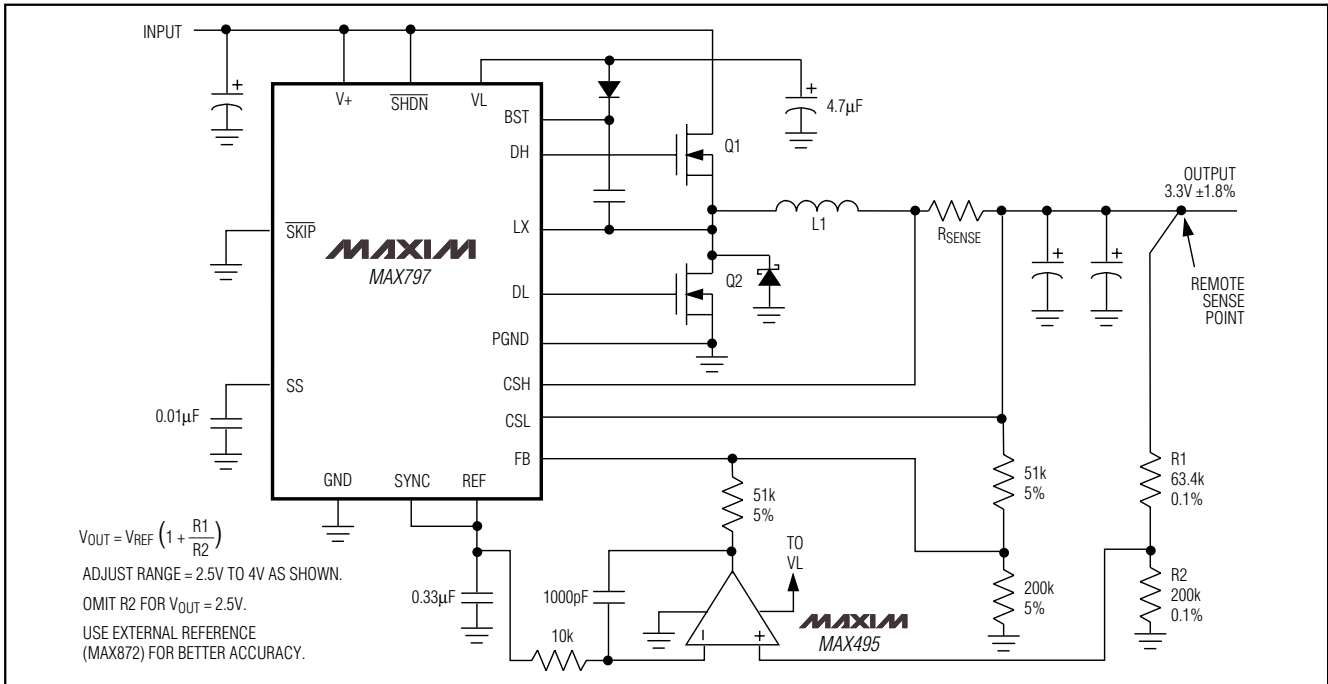 INPUT
V+
SHDN
VL
4.7µF
BST
DH
Q1
OUTPUT
3.3V ±1.8%
SKIP
LX
L1
RSENSE
MAXIM
MAX797
DL
Q2
REMOTE
SENSE
POINT
PGND
SS
CSH
0.01µF
CSL
FB
GND
SYNC
REF
51k
5%
51k
5%
R1
63.4k
0.1%
VOUT = VREF (1 + R1/R2)
ADJUST RANGE = 2.5V TO 4V AS SHOWN.
OMIT R2 FOR VOUT = 2.5V.
USE EXTERNAL REFERENCE
(MAX872) FOR BETTER ACCURACY.
0.33µF
1000pF
10k
TO
VL
–
+
MAXIM
MAX495
200k
5%
R2
200k
0.1%